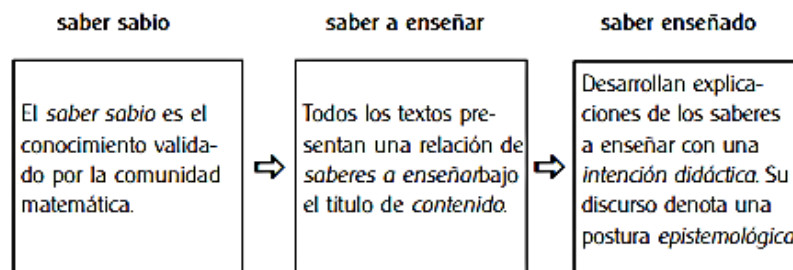 saber sabio
saber a enseñar
saber enseñado
El saber sabio es el
conocimiento valida-
do por la comunidad
matemática.
Todos los textos pre-
sentan una relación de
saberes a enseñarbajo
el título de contenido.
Desarrollan explica-
ciones de los saberes
a enseñar con una
intención didáctica. Su
discurso denota una
postura epistemológica